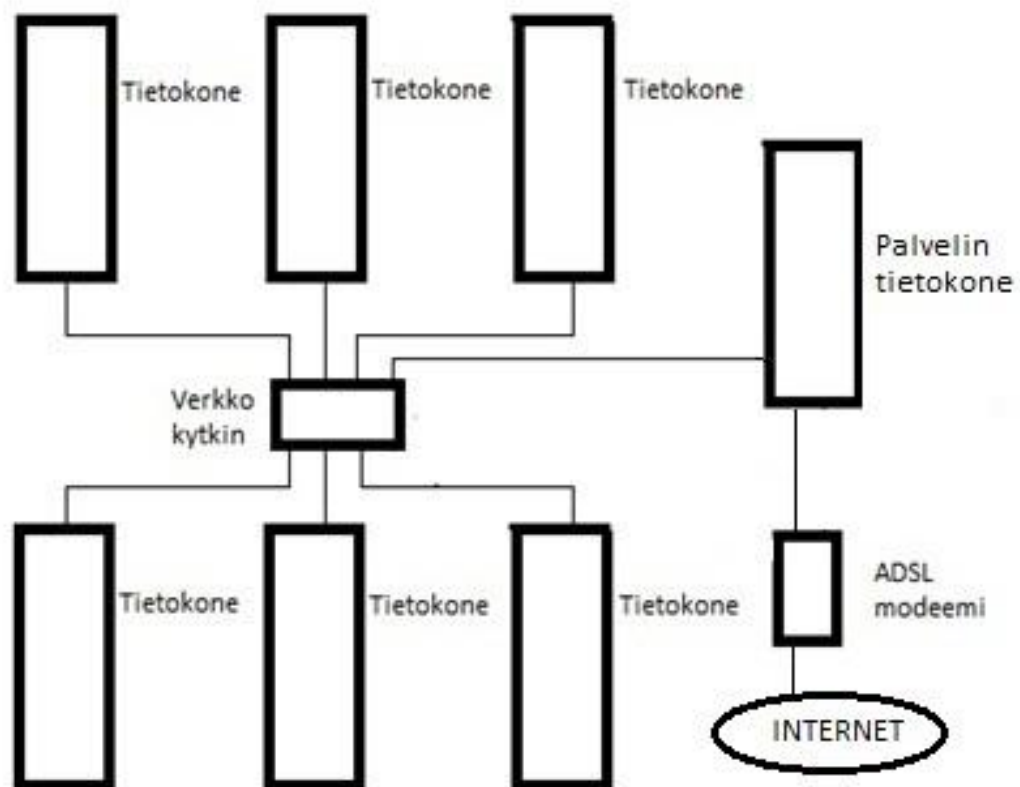 Tietokone
Tietokone
Tietokone
Palvelin
tietokone
Verkko
kytkin
Tietokone
Tietokone
Tietokone
ADSL
modeemi
INTERNET